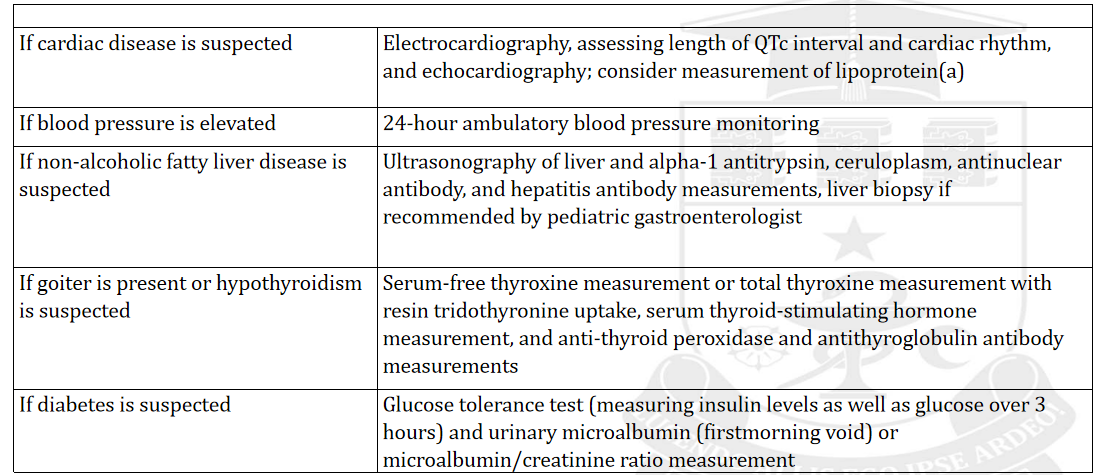 If cardiac disease is suspected
Electrocardiography, assessing length of QTc interval and cardiac rhythm,
and echocardiography; consider measurement of lipoprotein(a)
If blood pressure is elevated
24-hour ambulatory blood pressure monitoring
If non-alcoholic fatty liver disease is
suspected
Ultrasonography of liver and alpha-1 antitrypsin, ceruloplasm, antinuclear
antibody, and hepatitis antibody measurements, liver biopsy if
recommended by pediatric gastroenterologist
If goiter is present or hypothyroidism
is suspected
Serum-free thyroxine measurement or total thyroxine measurement with
resin tridothyronine uptake, serum thyroid-stimulating hormone
measurement, and anti-thyroid peroxidase and antithyroglobulin antibody
measurements
If diabetes is suspected
Glucose tolerance test (measuring insulin levels as well as glucose over 3
hours) and urinary microalbumin (firstmorning void) or
microalbumin/creatinine ratio measurement
IPSE ARDEO